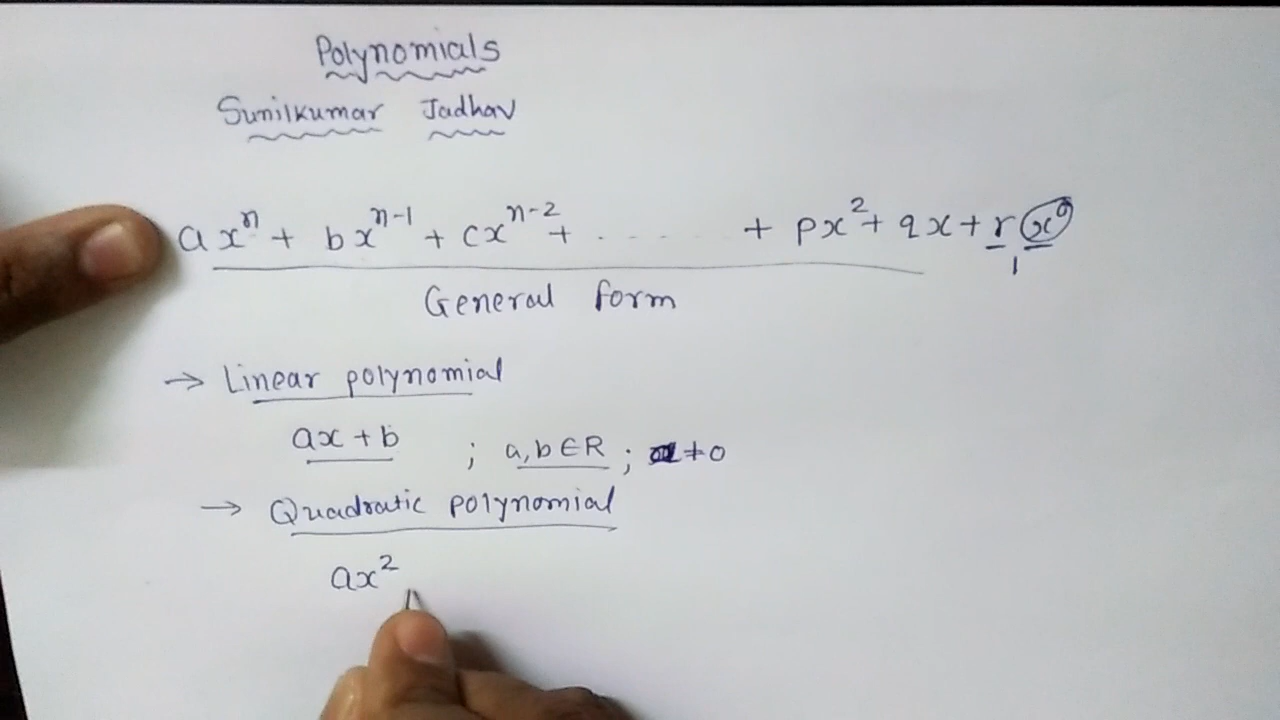 Polynomials
Sunilkumar Jadhav
ax^n + bx^(n-1) + cx^(n-2) + ....... + px^2 + qx + r x^0
1
General form
→ Linear polynomial
ax + b ; a, b ∈ R ; a ≠ 0
→ Quadratic polynomial
ax^2